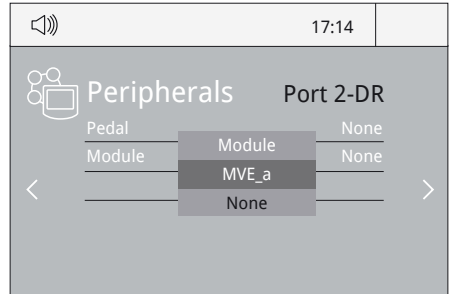 17:14
Peripherals Port 2-DR
Pedal None
Module None
Module
MVE_a
None